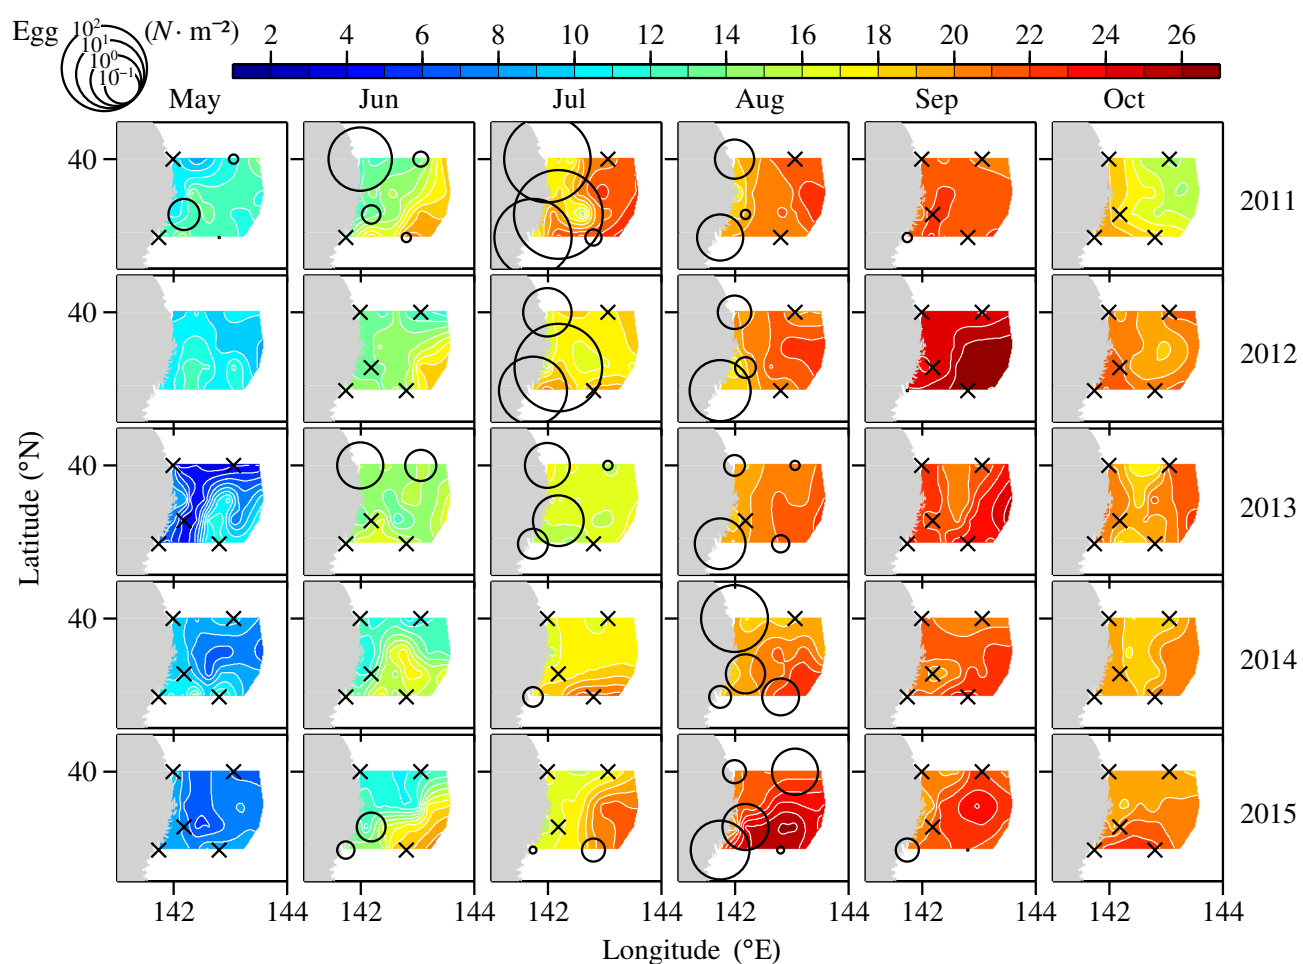 Egg 10² 10¹ 10⁰ 10⁻¹ (N · m⁻²) 2 4 6 8 10 12 14 16 18 20 22 24 26
May Jun Jul Aug Sep Oct
40 2011
40 2012
40 2013
40 2014
40 2015
Latitude (°N)
142 144 142 144 142 144 142 144 142 144 142 144
Longitude (°E)